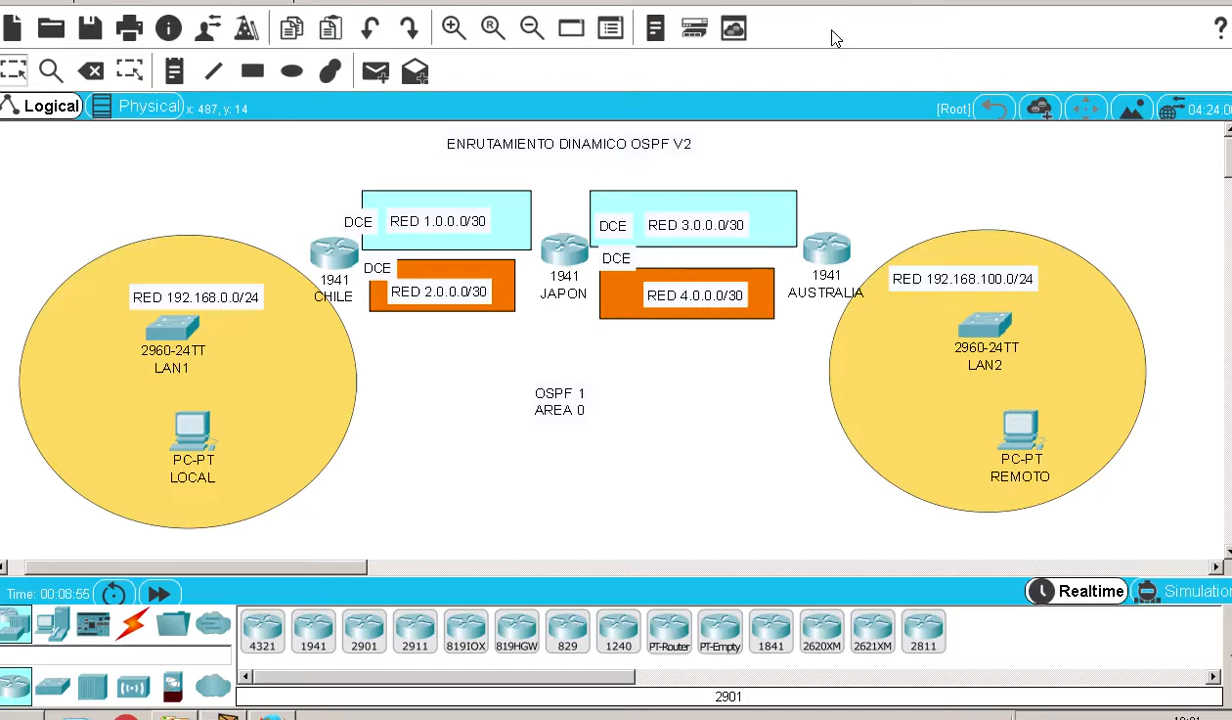 Logical
Physical
x: 487, y: 14
[Root]
04:24:0
?
ENRUTAMIENTO DINAMICO OSPF V2
DCE
RED 1.0.0.0/30
DCE
RED 3.0.0.0/30
DCE
RED 2.0.0.0/30
DCE
RED 4.0.0.0/30
1941
CHILE
1941
JAPON
1941
AUSTRALIA
RED 192.168.0.0/24
2960-24TT
LAN1
PC-PT
LOCAL
RED 192.168.100.0/24
2960-24TT
LAN2
PC-PT
REMOTO
OSPF 1
AREA 0
Time: 00:08:55
Realtime
Simulation
4321
1941
2901
2911
819IOX
819HGW
829
1240
PT-Router
PT-Empty
1841
2620XM
2621XM
2811
2901